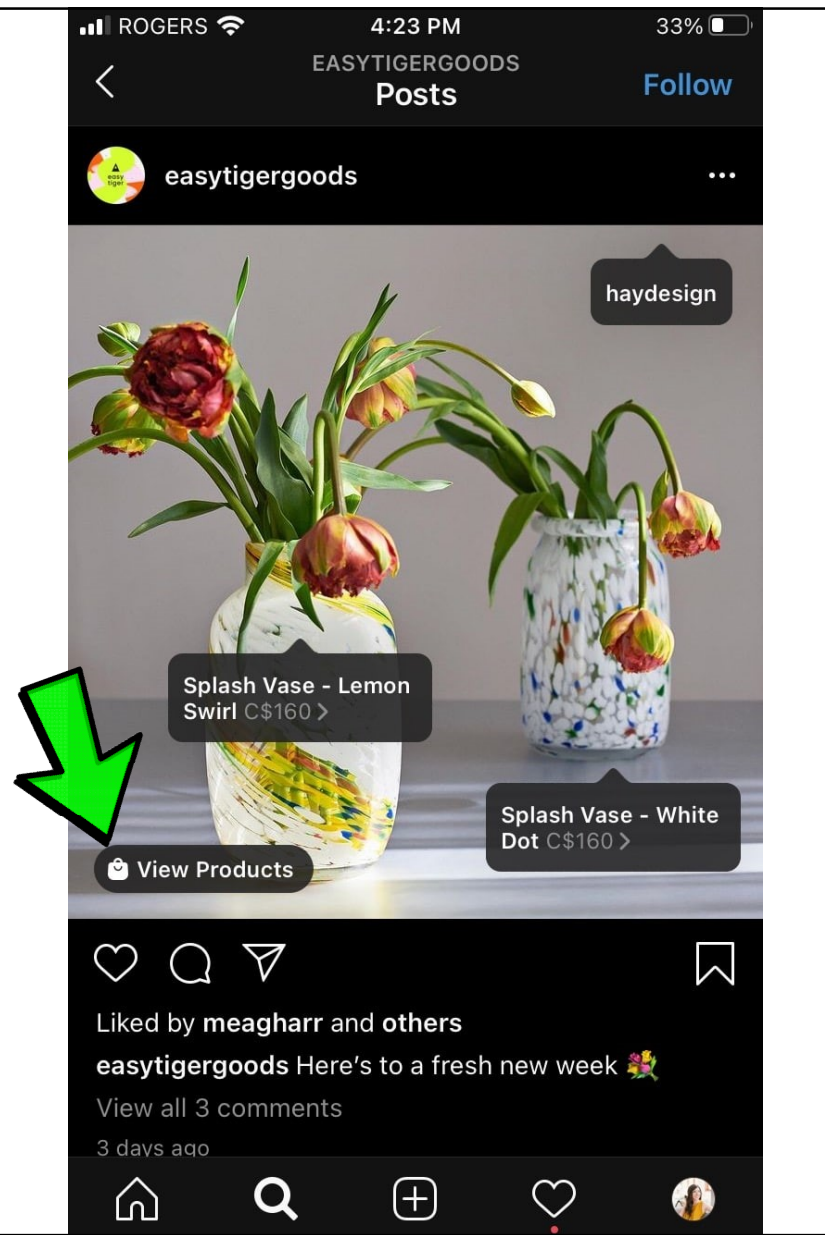 ROGERS 4:23 PM 33%
EASYTIGERGOODS
Posts
Follow
easy
tiger
easytigergoods
haydesign
Splash Vase - Lemon
Swirl C$160 >
Splash Vase - White
Dot C$160 >
View Products
Liked by meagharr and others
easytigergoods Here’s to a fresh new week 💐
View all 3 comments
3 days ago